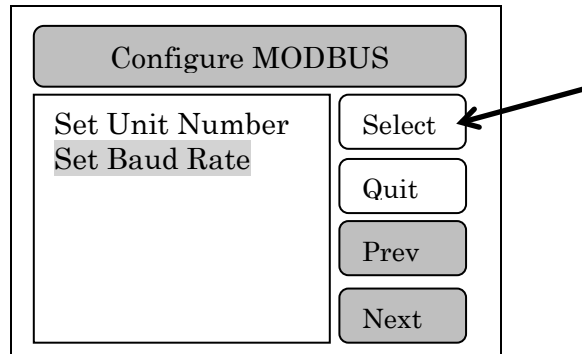 Configure MODBUS
Set Unit Number
Set Baud Rate
Select
Quit
Prev
Next